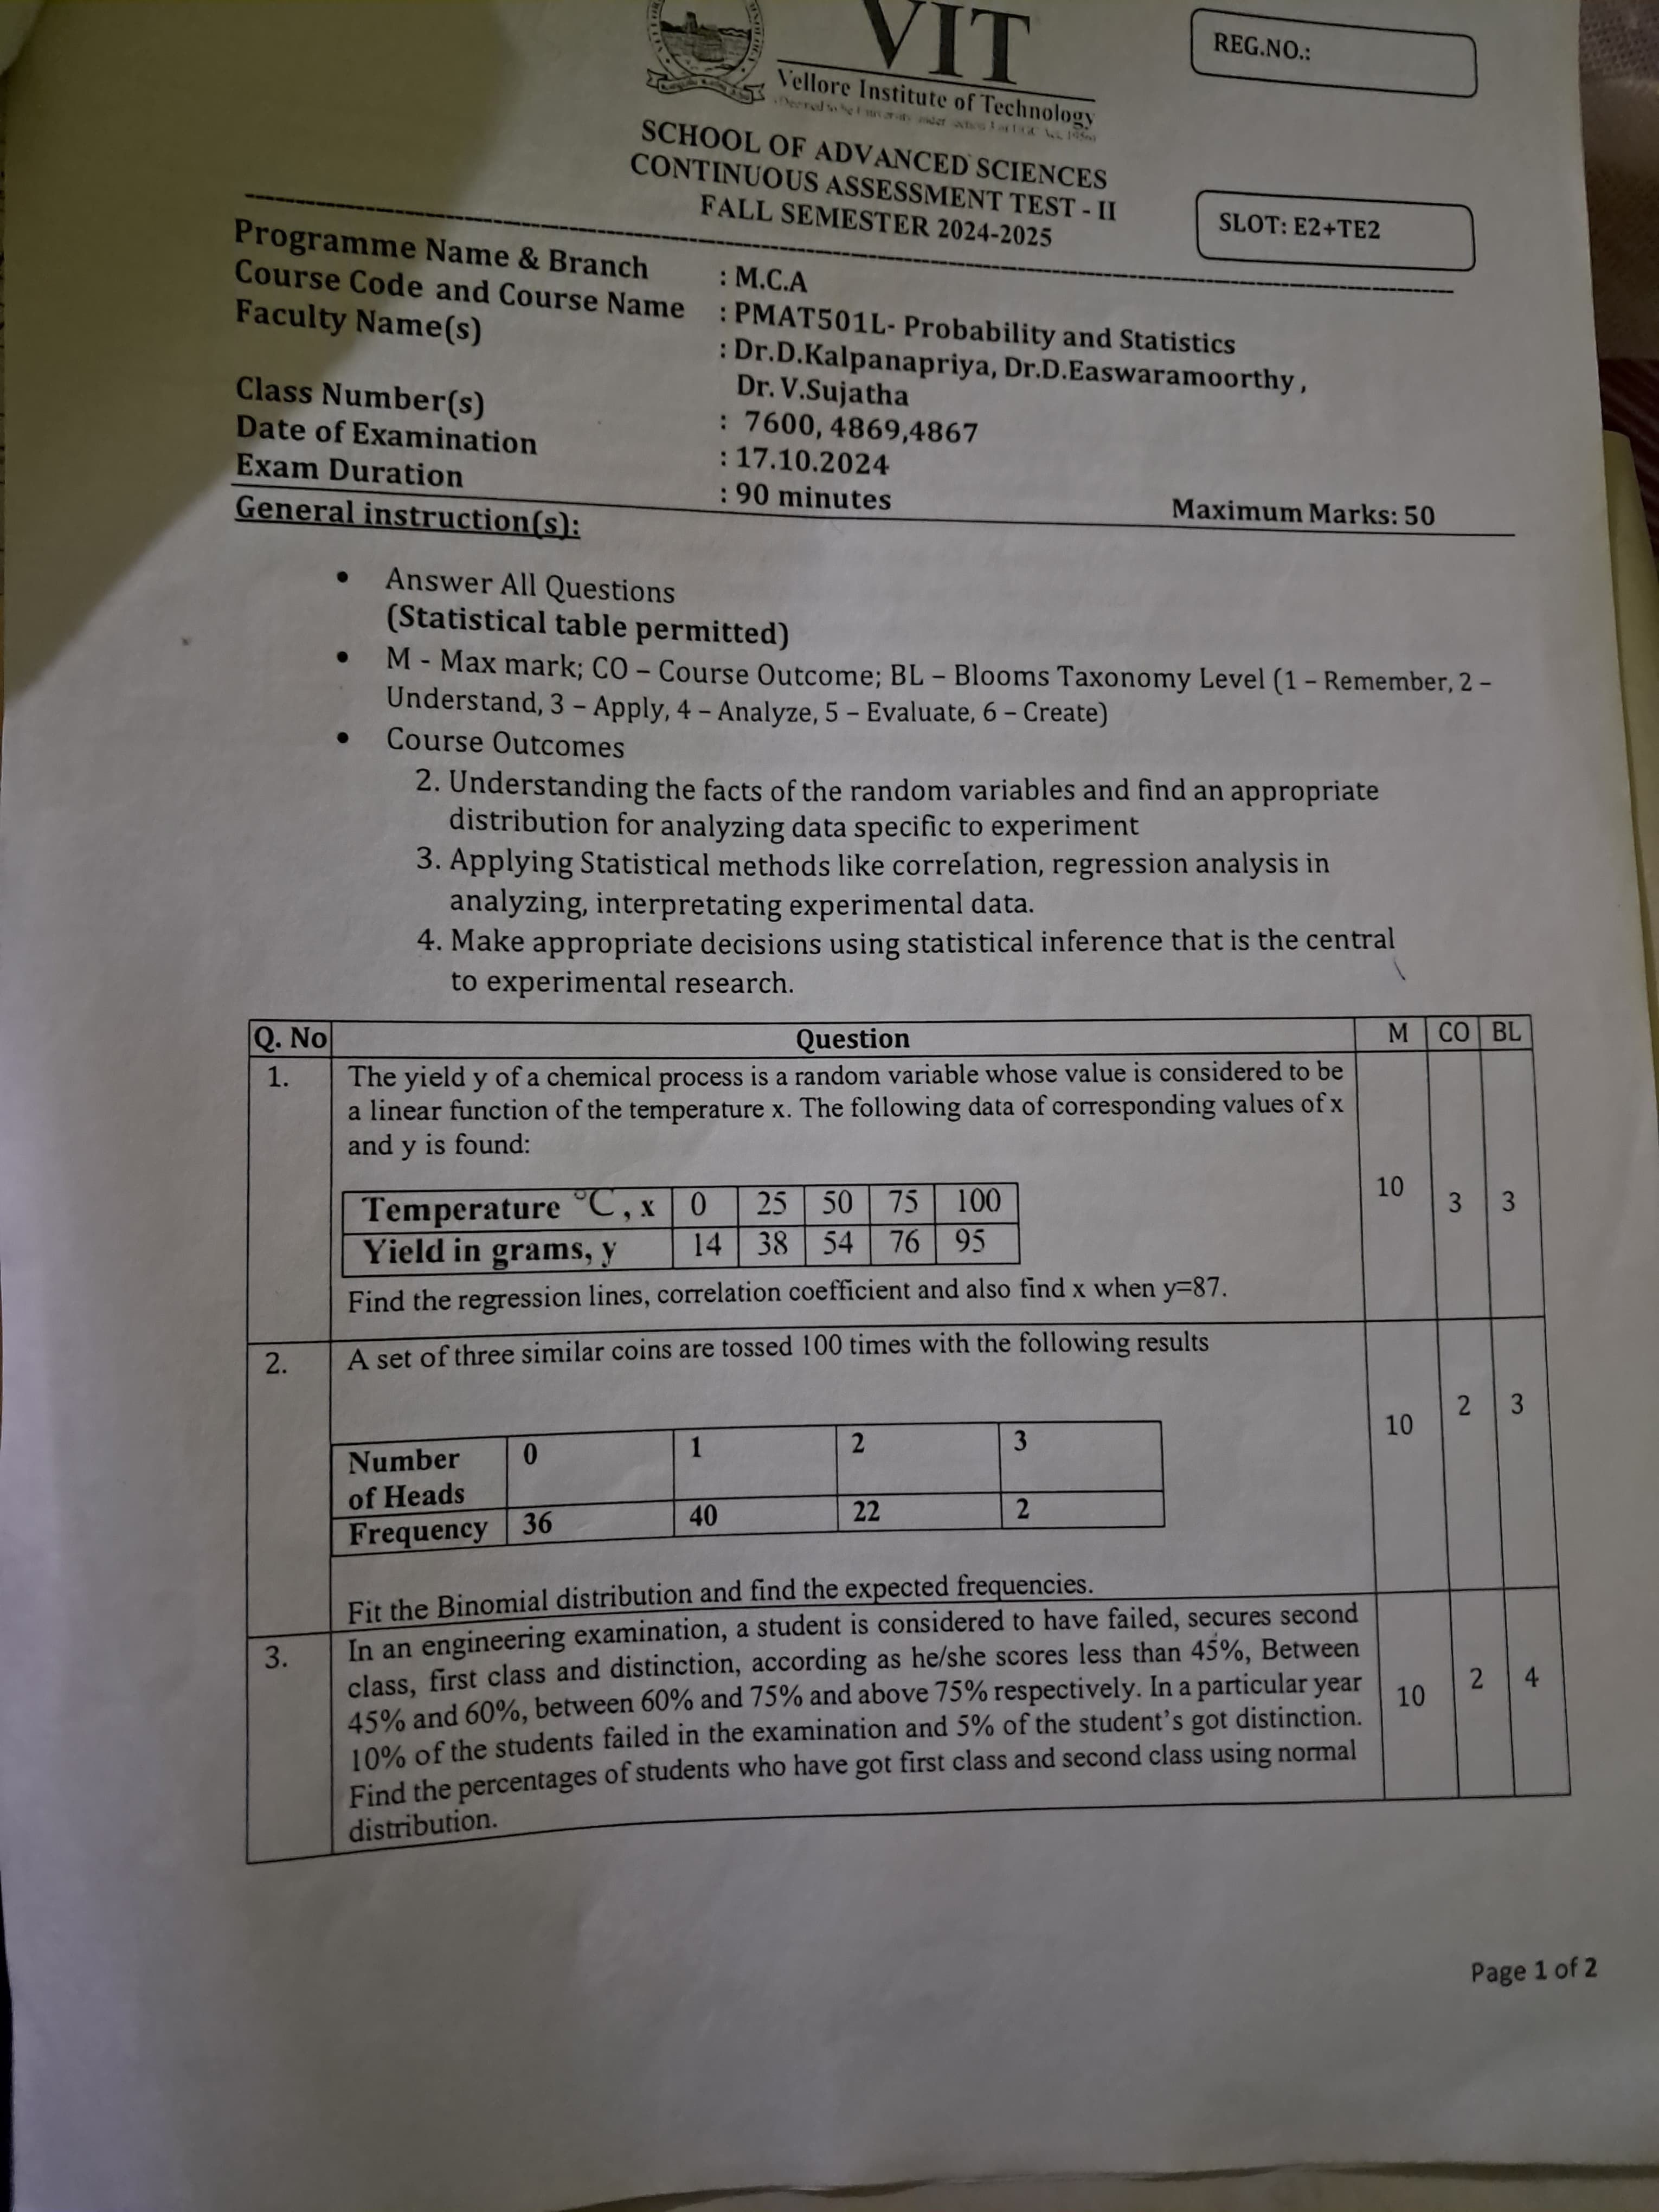 VIT
REG.NO.:
Vellore Institute of Technology
SCHOOL OF ADVANCED SCIENCES
CONTINUOUS ASSESSMENT TEST - II
FALL SEMESTER 2024-2025
SLOT: E2+TE2
Programme Name & Branch : M.C.A
Course Code and Course Name : PMAT501L- Probability and Statistics
Faculty Name(s) : Dr.D.Kalpanapriya, Dr.D.Easwaramoorthy,
Dr. V.Sujatha
Class Number(s) : 7600, 4869,4867
Date of Examination : 17.10.2024
Exam Duration : 90 minutes Maximum Marks: 50
General instruction(s):
• Answer All Questions
(Statistical table permitted)
• M - Max mark; CO – Course Outcome; BL – Blooms Taxonomy Level (1 – Remember, 2 –
Understand, 3 – Apply, 4 – Analyze, 5 – Evaluate, 6 – Create)
• Course Outcomes
2. Understanding the facts of the random variables and find an appropriate
distribution for analyzing data specific to experiment
3. Applying Statistical methods like correlation, regression analysis in
analyzing, interpretating experimental data.
4. Make appropriate decisions using statistical inference that is the central
to experimental research.
Q. No Question M CO BL
1. The yield y of a chemical process is a random variable whose value is considered to be
a linear function of the temperature x. The following data of corresponding values of x
and y is found:
10 3 3
Temperature °C, x 0 25 50 75 100
Yield in grams, y 14 38 54 76 95
Find the regression lines, correlation coefficient and also find x when y=87.
2. A set of three similar coins are tossed 100 times with the following results
10 2 3
Number 0 1 2 3
of Heads
Frequency 36 40 22 2
Fit the Binomial distribution and find the expected frequencies.
3. In an engineering examination, a student is considered to have failed, secures second
class, first class and distinction, according as he/she scores less than 45%, Between
45% and 60%, between 60% and 75% and above 75% respectively. In a particular year
10% of the students failed in the examination and 5% of the student's got distinction.
Find the percentages of students who have got first class and second class using normal
distribution.
10 2 4
Page 1 of 2